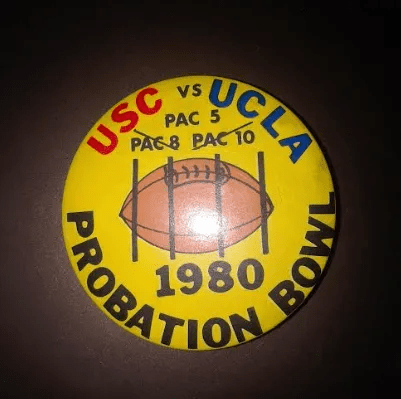 USC VS UCLA
PAC 5
PAC 8 PAC 10
1980
PROBATION BOWL